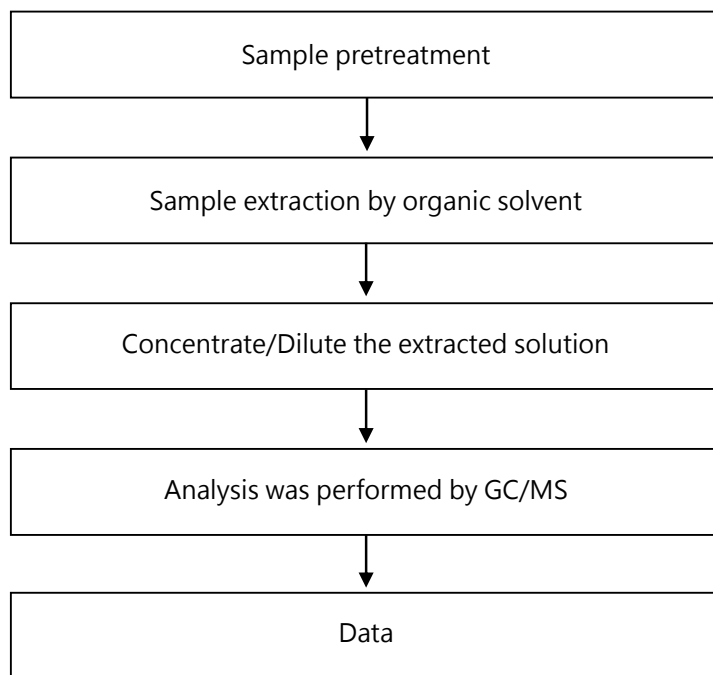 Sample pretreatment
Sample extraction by organic solvent
Concentrate/Dilute the extracted solution
Analysis was performed by GC/MS
Data